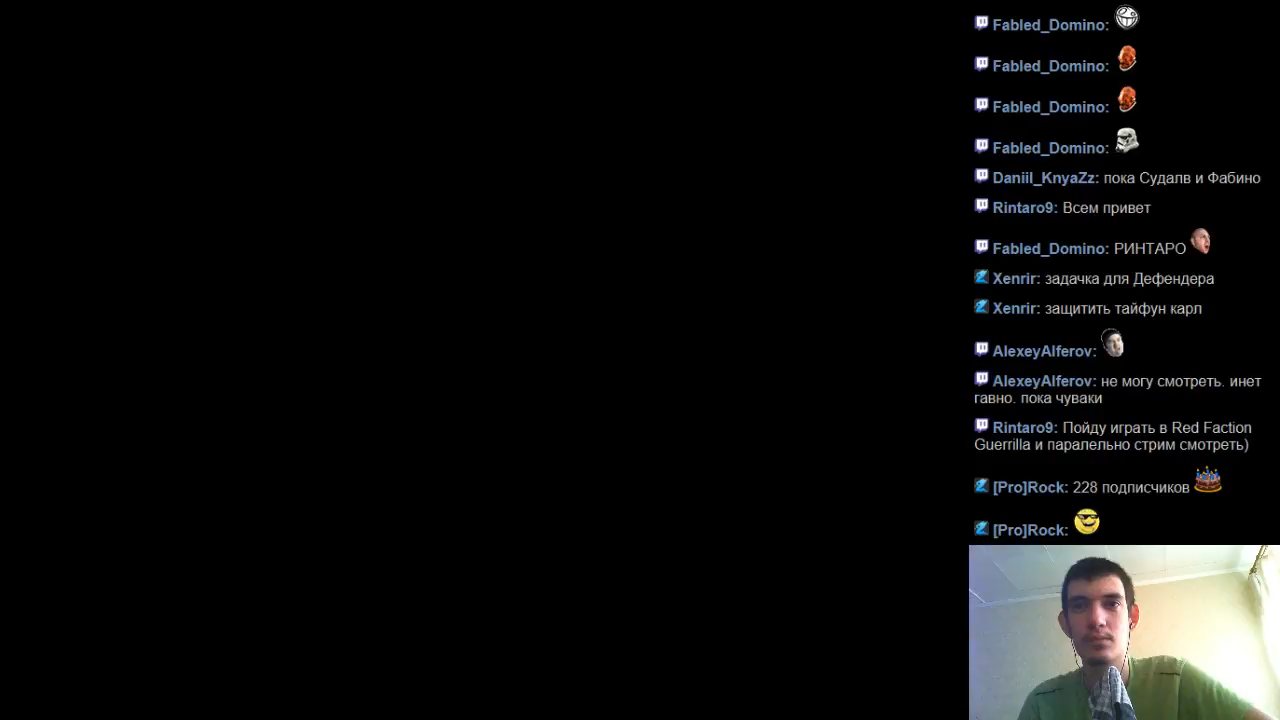 Fabled_Domino:
Fabled_Domino:
Fabled_Domino:
Fabled_Domino:
Daniil_KnyaZz: пока Судалв и Фабино
Rintaro9: Всем привет
Fabled_Domino: РИНТАРО
Xenrir: задачка для Дефендера
Xenrir: защитить тайфун карл
AlexeyAlferov:
AlexeyAlferov: не могу смотреть. инет
гавно. пока чуваки
Rintaro9: Пойду играть в Red Faction
Guerrilla и паралельно стрим смотреть)
[Pro]Rock: 228 подписчиков
[Pro]Rock: